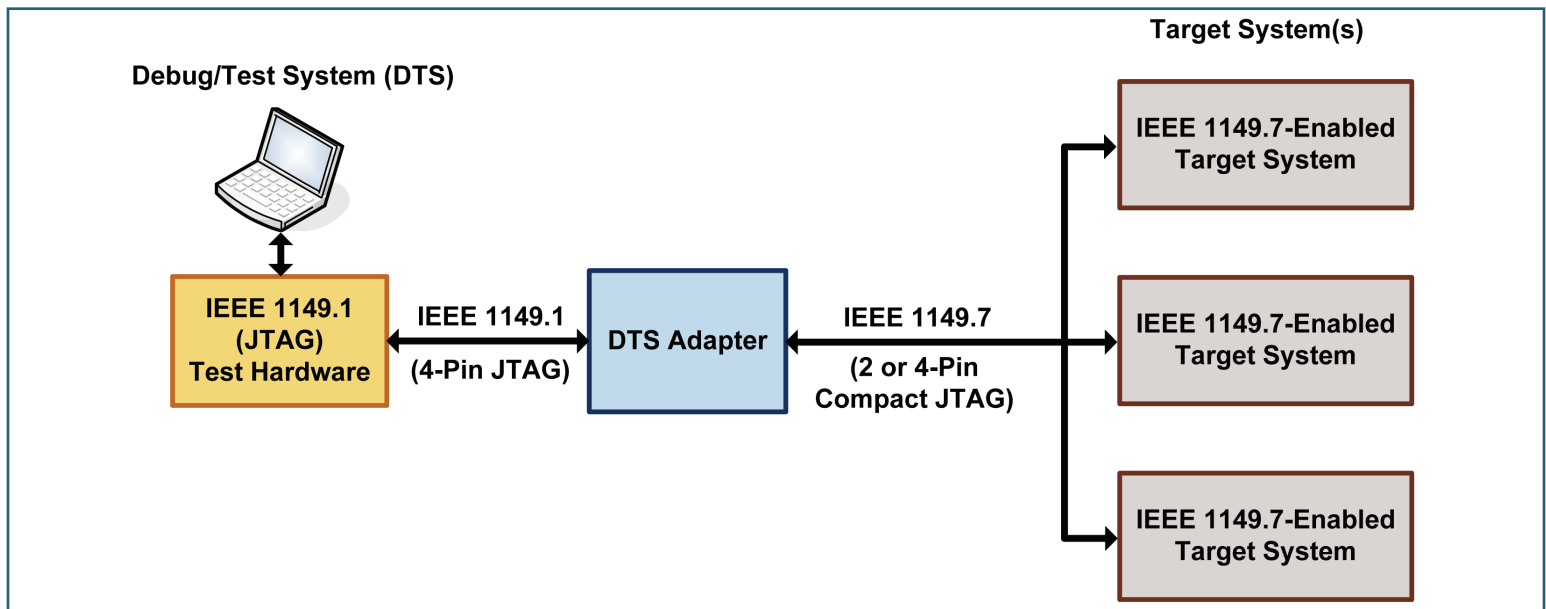 Target System(s)
Debug/Test System (DTS)
IEEE 1149.1
(JTAG)
Test Hardware
IEEE 1149.1
(4-Pin JTAG)
DTS Adapter
IEEE 1149.7
(2 or 4-Pin
Compact JTAG)
IEEE 1149.7-Enabled
Target System
IEEE 1149.7-Enabled
Target System
IEEE 1149.7-Enabled
Target System